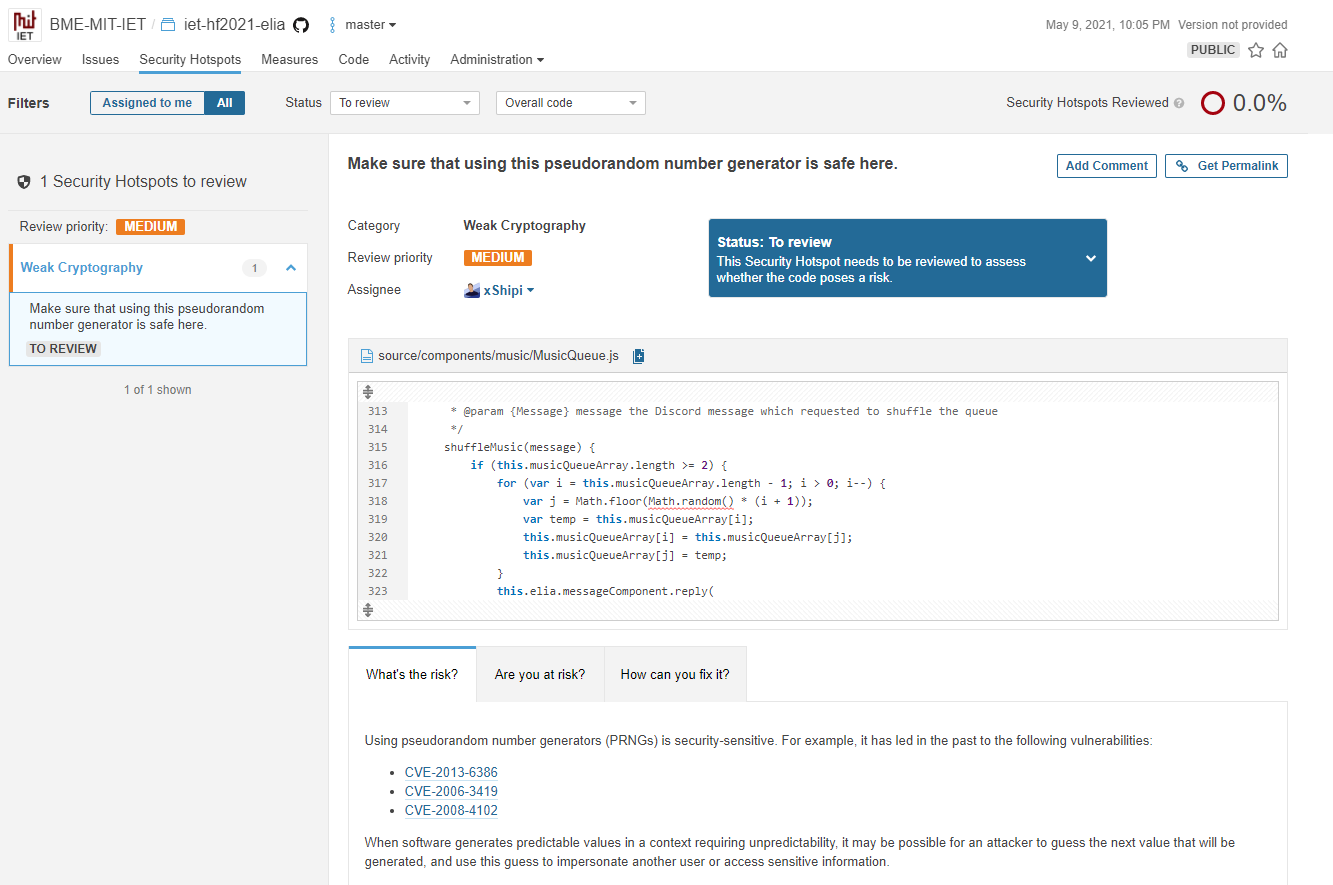 mit
IET
BME-MIT-IET / iet-hf2021-elia master
May 9, 2021, 10:05 PM Version not provided
PUBLIC
Overview Issues Security Hotspots Measures Code Activity Administration
Filters Assigned to me All Status To review Overall code Security Hotspots Reviewed ? 0.0%
1 Security Hotspots to review
Review priority: MEDIUM
Weak Cryptography 1
Make sure that using this pseudorandom
number generator is safe here.
TO REVIEW
1 of 1 shown
Make sure that using this pseudorandom number generator is safe here.
Add Comment Get Permalink
Category Weak Cryptography
Review priority MEDIUM
Assignee xShipi
Status: To review
This Security Hotspot needs to be reviewed to assess
whether the code poses a risk.
source/components/music/MusicQueue.js
313 * @param {Message} message the Discord message which requested to shuffle the queue
314 */
315 shuffleMusic(message) {
316 if (this.musicQueueArray.length >= 2) {
317 for (var i = this.musicQueueArray.length - 1; i > 0; i--) {
318 var j = Math.floor(Math.random() * (i + 1));
319 var temp = this.musicQueueArray[i];
320 this.musicQueueArray[i] = this.musicQueueArray[j];
321 this.musicQueueArray[j] = temp;
322 }
323 this.elia.messageComponent.reply(
What's the risk? Are you at risk? How can you fix it?
Using pseudorandom number generators (PRNGs) is security-sensitive. For example, it has led in the past to the following vulnerabilities:
• CVE-2013-6386
• CVE-2006-3419
• CVE-2008-4102
When software generates predictable values in a context requiring unpredictability, it may be possible for an attacker to guess the next value that will be
generated, and use this guess to impersonate another user or access sensitive information.